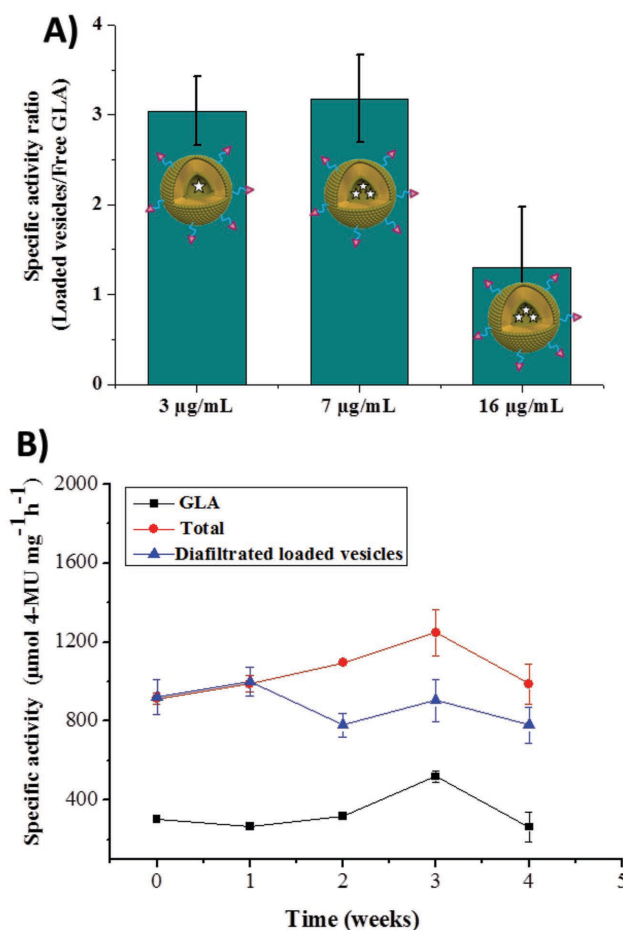 A)
Specific activity ratio
(Loaded vesicles/Free GLA)
4
3
2
1
0
3 µg/mL 7 µg/mL 16 µg/mL
B)
Specific activity (µmol 4-MU mg⁻¹h⁻¹)
2000
1600
1200
800
400
GLA
Total
Diafiltrated loaded vesicles
0 1 2 3 4 5
Time (weeks)